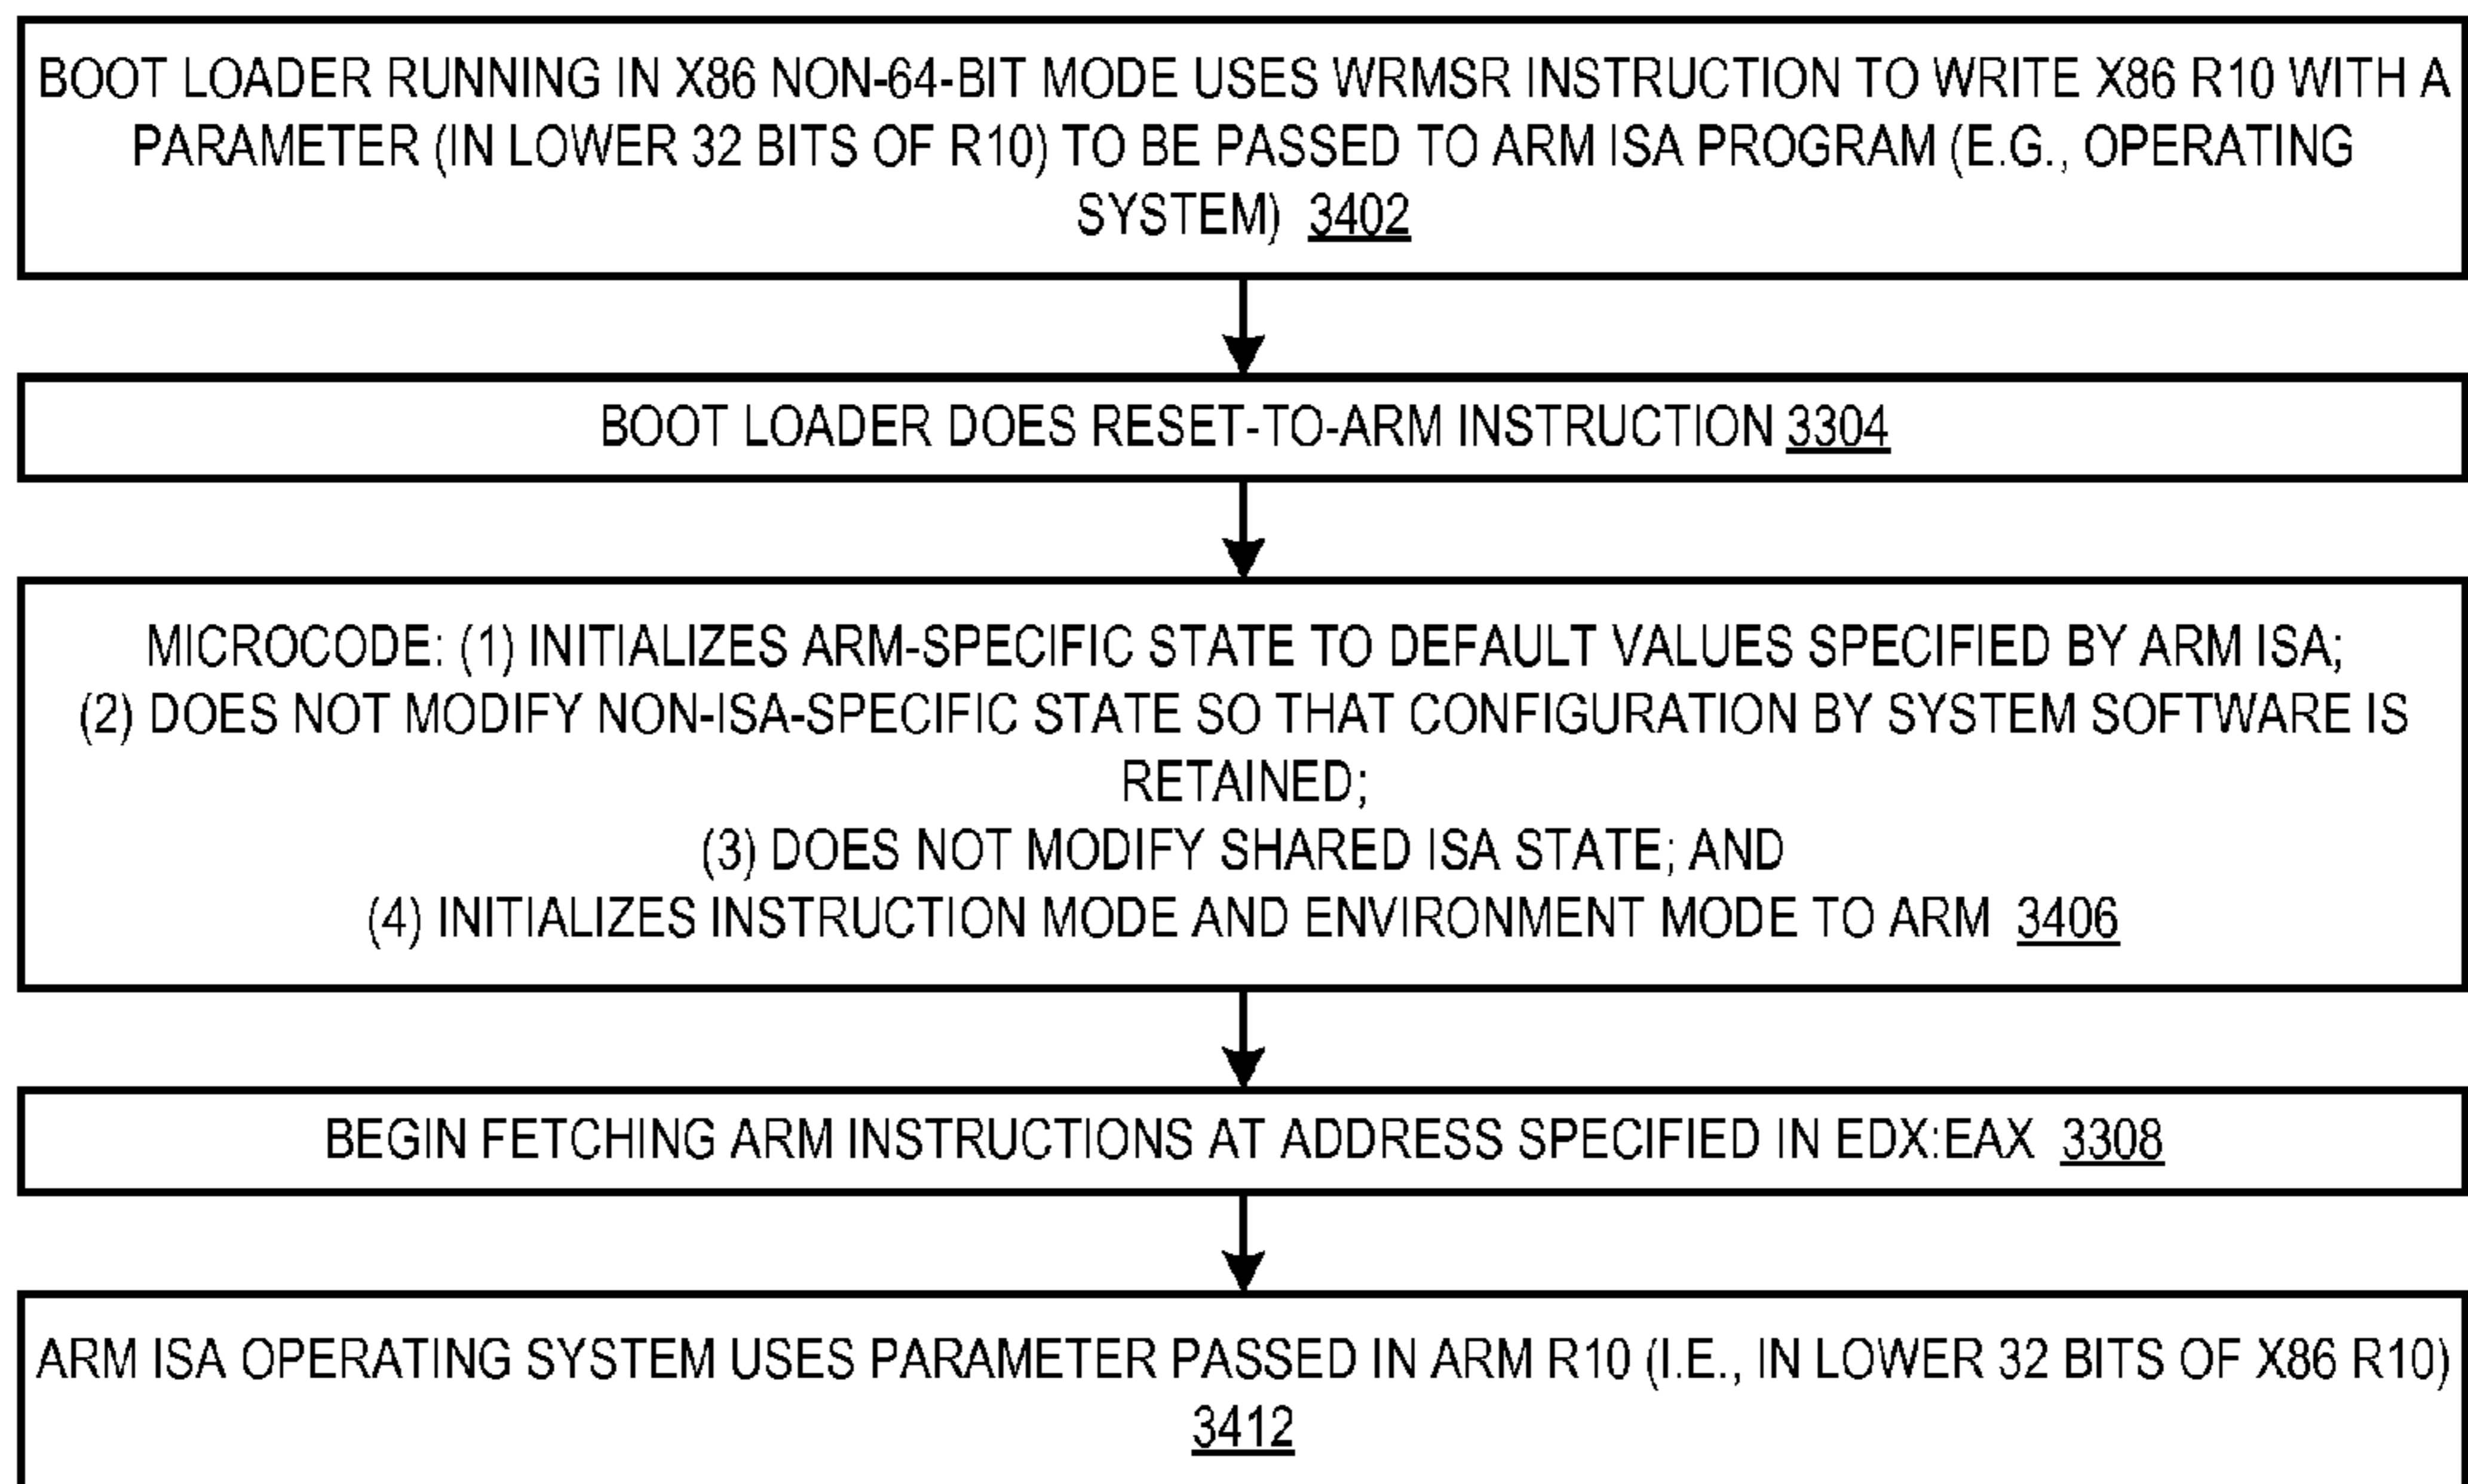 BOOT LOADER RUNNING IN X86 NON-64-BIT MODE USES WRMSR INSTRUCTION TO WRITE X86 R10 WITH A
PARAMETER (IN LOWER 32 BITS OF R10) TO BE PASSED TO ARM ISA PROGRAM (E.G., OPERATING
SYSTEM) 3402
BOOT LOADER DOES RESET-TO-ARM INSTRUCTION 3304
MICROCODE: (1) INITIALIZES ARM-SPECIFIC STATE TO DEFAULT VALUES SPECIFIED BY ARM ISA;
(2) DOES NOT MODIFY NON-ISA-SPECIFIC STATE SO THAT CONFIGURATION BY SYSTEM SOFTWARE IS
RETAINED;
(3) DOES NOT MODIFY SHARED ISA STATE; AND
(4) INITIALIZES INSTRUCTION MODE AND ENVIRONMENT MODE TO ARM 3406
BEGIN FETCHING ARM INSTRUCTIONS AT ADDRESS SPECIFIED IN EDX:EAX 3308
ARM ISA OPERATING SYSTEM USES PARAMETER PASSED IN ARM R10 (I.E., IN LOWER 32 BITS OF X86 R10)
3412